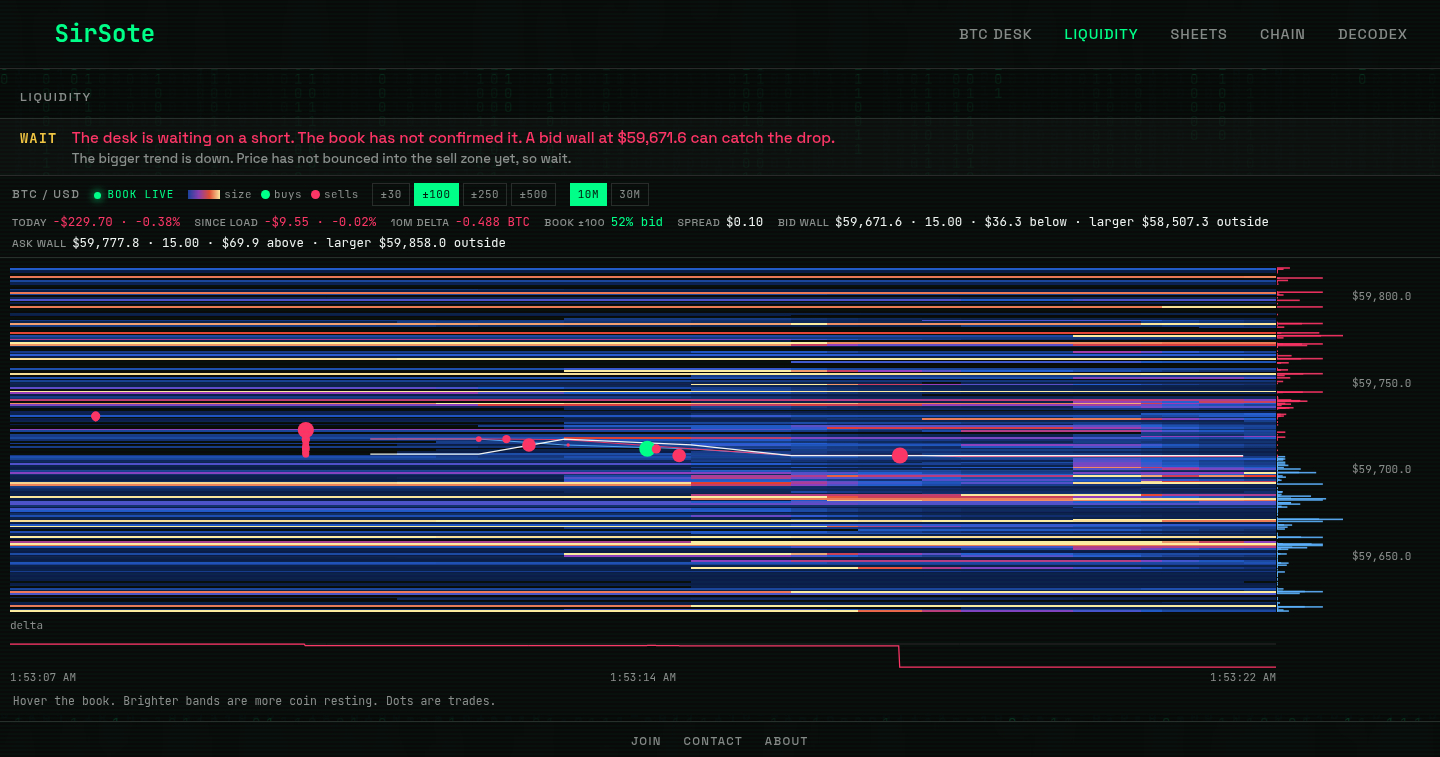 SirSote
BTC DESK LIQUIDITY SHEETS CHAIN DECODEX
LIQUIDITY
WAIT The desk is waiting on a short. The book has not confirmed it. A bid wall at $59,671.6 can catch the drop.
The bigger trend is down. Price has not bounced into the sell zone yet, so wait.
BTC / USD BOOK LIVE size buys sells ±30 ±100 ±250 ±500 10M 30M
TODAY -$229.70 · -0.38% SINCE LOAD -$9.55 · -0.02% 10M DELTA -0.488 BTC BOOK ±100 52% bid SPREAD $0.10 BID WALL $59,671.6 · 15.00 · $36.3 below · larger $58,507.3 outside
ASK WALL $59,777.8 · 15.00 · $69.9 above · larger $59,858.0 outside
$59,800.0
$59,750.0
$59,700.0
$59,650.0
delta
1:53:07 AM 1:53:14 AM 1:53:22 AM
Hover the book. Brighter bands are more coin resting. Dots are trades.
JOIN CONTACT ABOUT